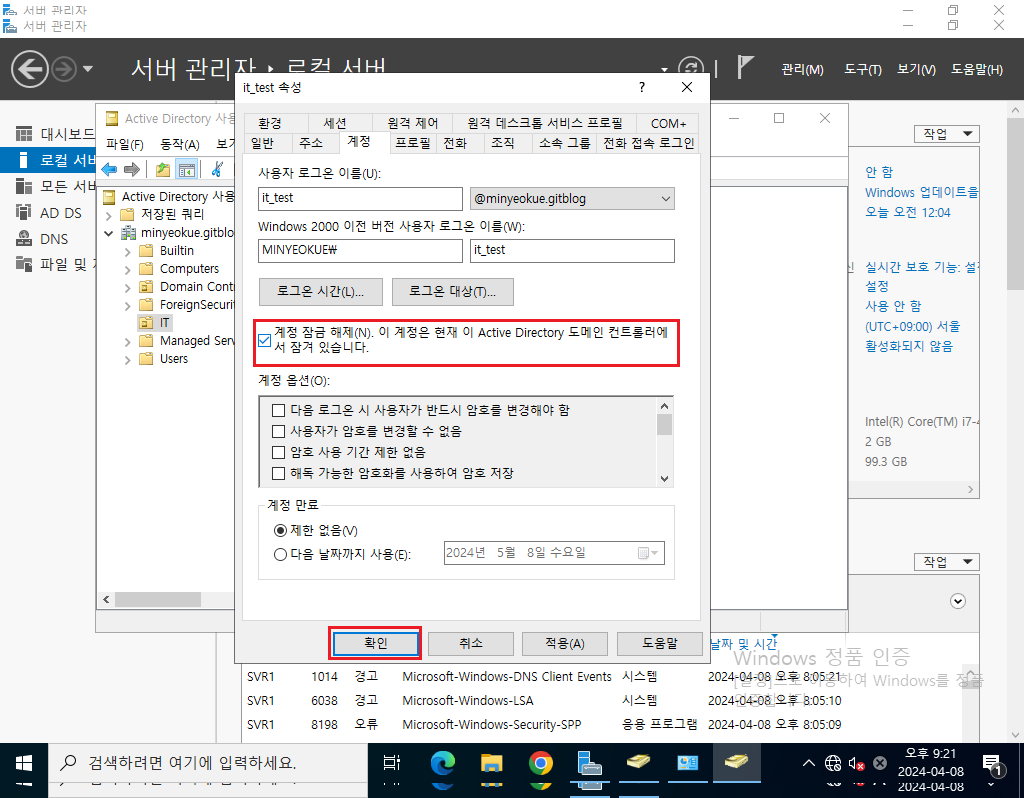 서버 관리자
서버 관리자
서버 관리자 ‣ 로컬 서버
관리(M) 도구(T) 보기(V) 도움말(H)
대시보드
로컬 서버
모든 서버
AD DS
DNS
파일 및
Active Directory 사용
파일(F) 동작(A) 보기
Active Directory 사용
저장된 쿼리
minyeokue.gitblo
Builtin
Computers
Domain Cont
ForeignSecurit
IT
Managed Serv
Users
it_test 속성
?
환경 세션 원격 제어 원격 데스크톱 서비스 프로필 COM+
일반 주소 계정 프로필 전화 조직 소속 그룹 전화 접속 로그인
사용자 로그온 이름(U):
it_test @minyeokue.gitblog
Windows 2000 이전 버전 사용자 로그온 이름(W):
MINYEOKUE₩ it_test
로그온 시간(L)... 로그온 대상(T)...
계정 잠금 해제(N). 이 계정은 현재 이 Active Directory 도메인 컨트롤러에
서 잠겨 있습니다.
계정 옵션(O):
다음 로그온 시 사용자가 반드시 암호를 변경해야 함
사용자가 암호를 변경할 수 없음
암호 사용 기간 제한 없음
해독 가능한 암호화를 사용하여 암호 저장
계정 만료
제한 없음(V)
다음 날짜까지 사용(E): 2024년 5월 8일 수요일
확인 취소 적용(A) 도움말
작업
안 함
Windows 업데이트을
오늘 오전 12:04
실시간 보호 기능: 설정
설정
사용 안 함
(UTC+09:00) 서울
활성화되지 않음
Intel(R) Core(TM) i7-4
2 GB
99.3 GB
작업
날짜 및 시간
SVR1 1014 경고 Microsoft-Windows-DNS Client Events 시스템 2024-04-08 오후 8:05:21
SVR1 6038 경고 Microsoft-Windows-LSA 시스템 2024-04-08 오후 8:05:10
SVR1 8198 오류 Microsoft-Windows-Security-SPP 응용 프로그램 2024-04-08 오후 8:05:09
Windows 정품 인증
[설정]으로 이동하여 Windows를 정품
인증합니다.
검색하려면 여기에 입력하세요.
오후 9:21
2024-04-08
2024-04-08
1